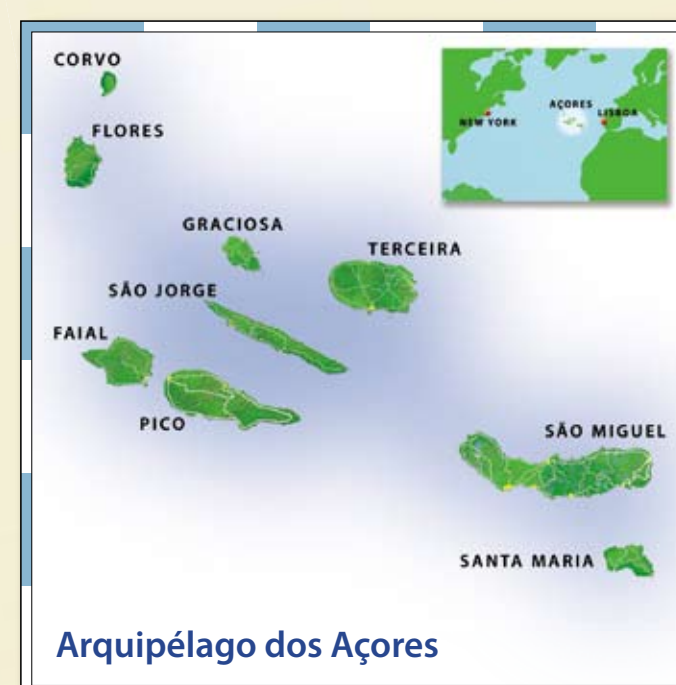 CORVO
FLORES
AÇORES
NEW YORK
LISBOA
GRACIOSA
TERCEIRA
SÃO JORGE
FAIAL
PICO
SÃO MIGUEL
SANTA MARIA
Arquipélago dos Açores